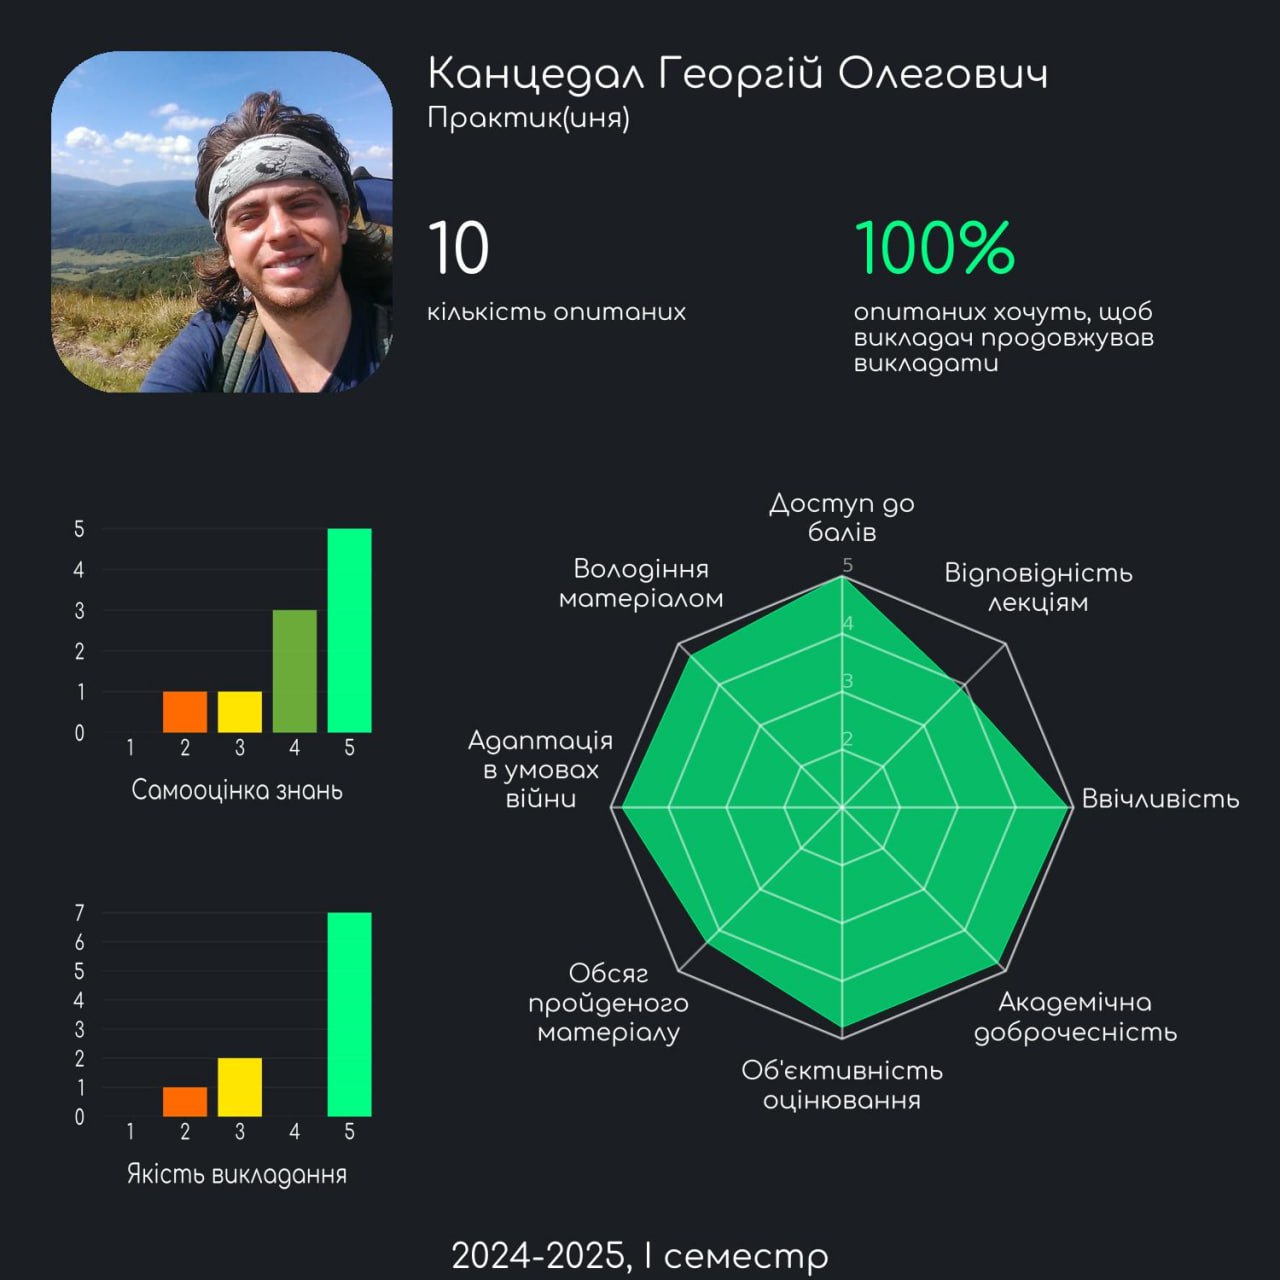 Канцедал Георгій Олегович
Практик(иня)
10
кількість опитаних
100%
опитаних хочуть, щоб
викладач продовжував
викладати
5
4
3
2
1
0
1 2 3 4 5
Самооцінка знань
7
6
5
4
3
2
1
0
1 2 3 4 5
Якість викладання
Доступ до
балів
Відповідність
лекціям
Ввічливість
Академічна
доброчесність
Об'єктивність
оцінювання
Обсяг
пройденого
матеріалу
Адаптація
в умовах
війни
Володіння
матеріалом
5
4
3
2
2024-2025, І семестр